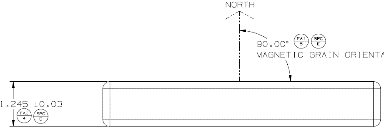 NORTH
90.00°
MAGNETIC GRAIN ORIENTA
1.245 ±0.03